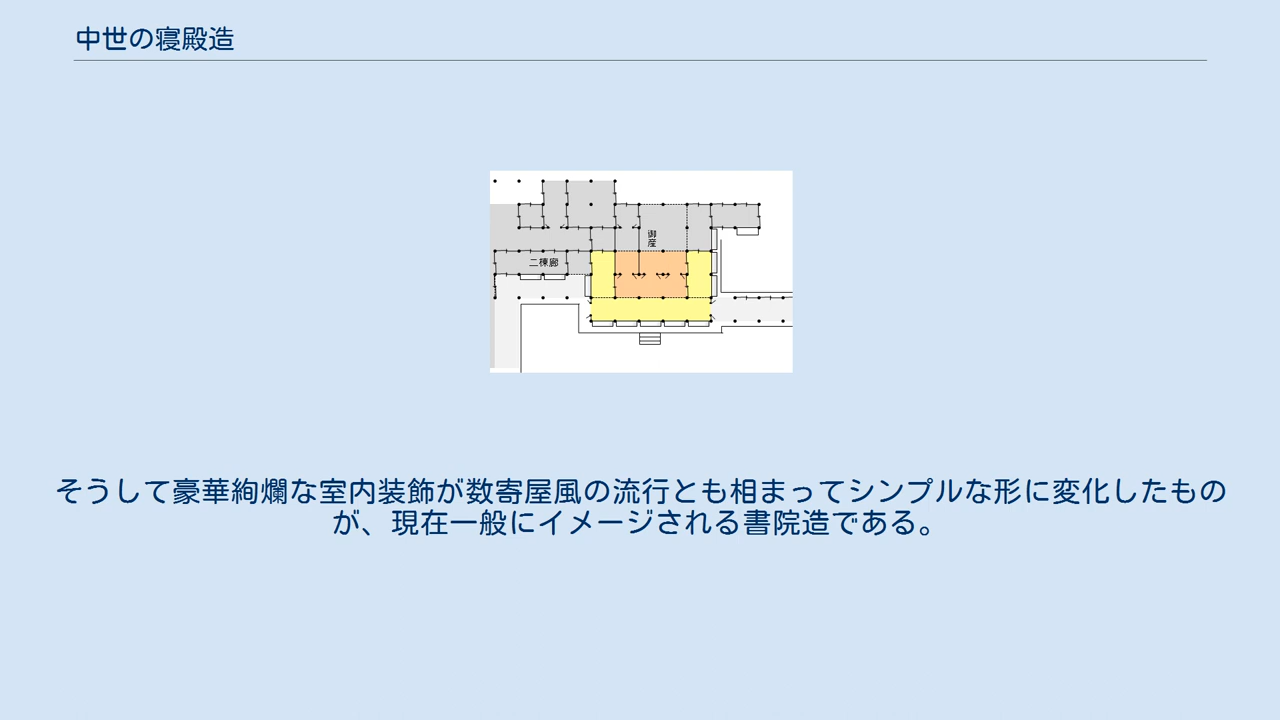 中世の寝殿造
御産
二棟廊
そうして豪華絢爛な室内装飾が数寄屋風の流行とも相まってシンプルな形に変化したもの
が、現在一般にイメージされる書院造である。